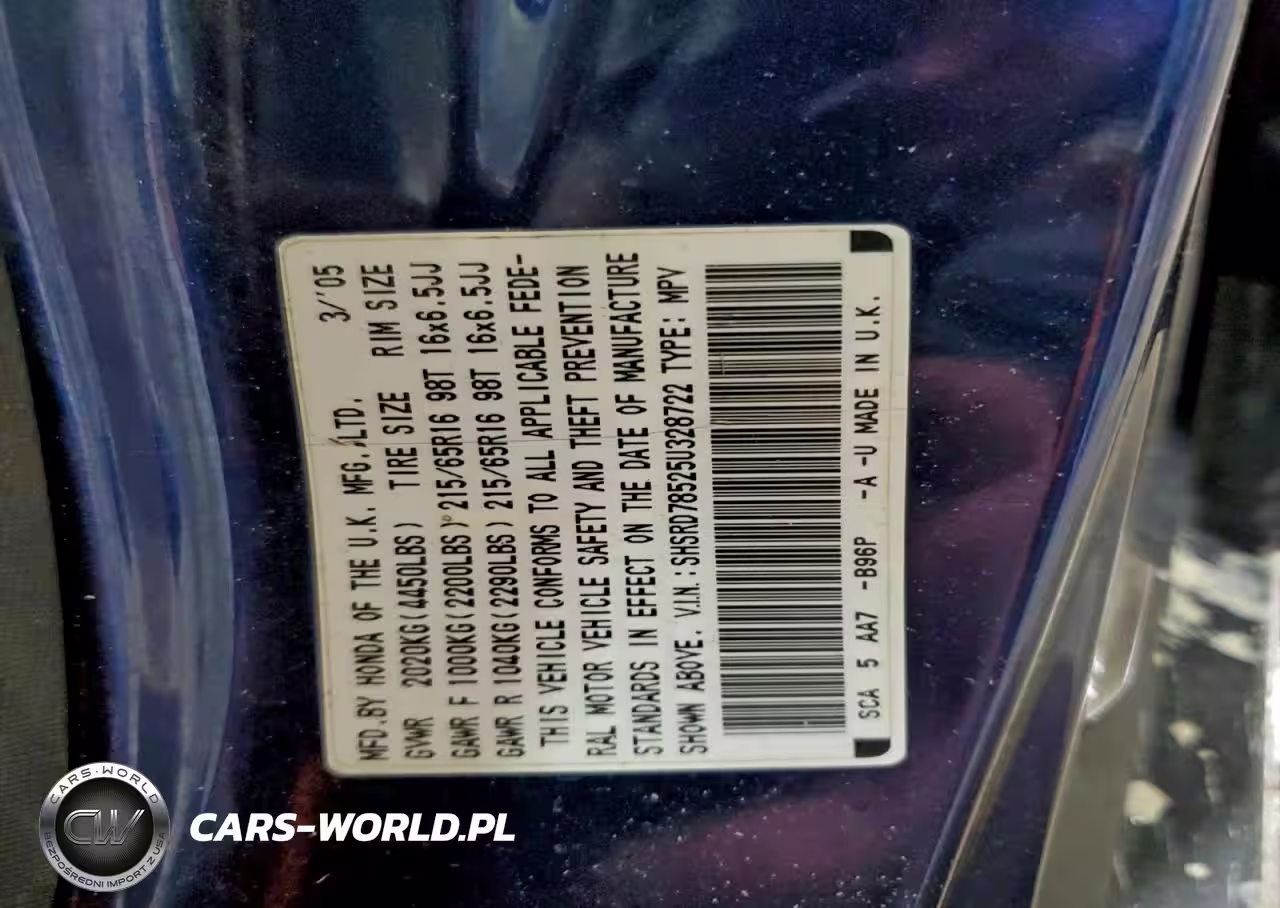 MFD.BY HONDA OF THE U.K. MFG.,LTD. 3/'05
GVWR 2020KG(4450LBS) TIRE SIZE RIM SIZE
GAWR F 1000KG(2200LBS) 215/65R16 98T 16x6.5JJ
GAWR R 1040KG(2290LBS) 215/65R16 98T 16x6.5JJ
THIS VEHICLE CONFORMS TO ALL APPLICABLE FEDE-
RAL MOTOR VEHICLE SAFETY AND THEFT PREVENTION
STANDARDS IN EFFECT ON THE DATE OF MANUFACTURE
SHOWN ABOVE. V.I.N.:SHSRD78525U328722 TYPE: MPV
SCA 5 AA7 -B96P -A -U MADE IN U.K.
CARS-WORLD
CW
BEZPOŚREDNI IMPORT Z USA
CARS-WORLD.PL